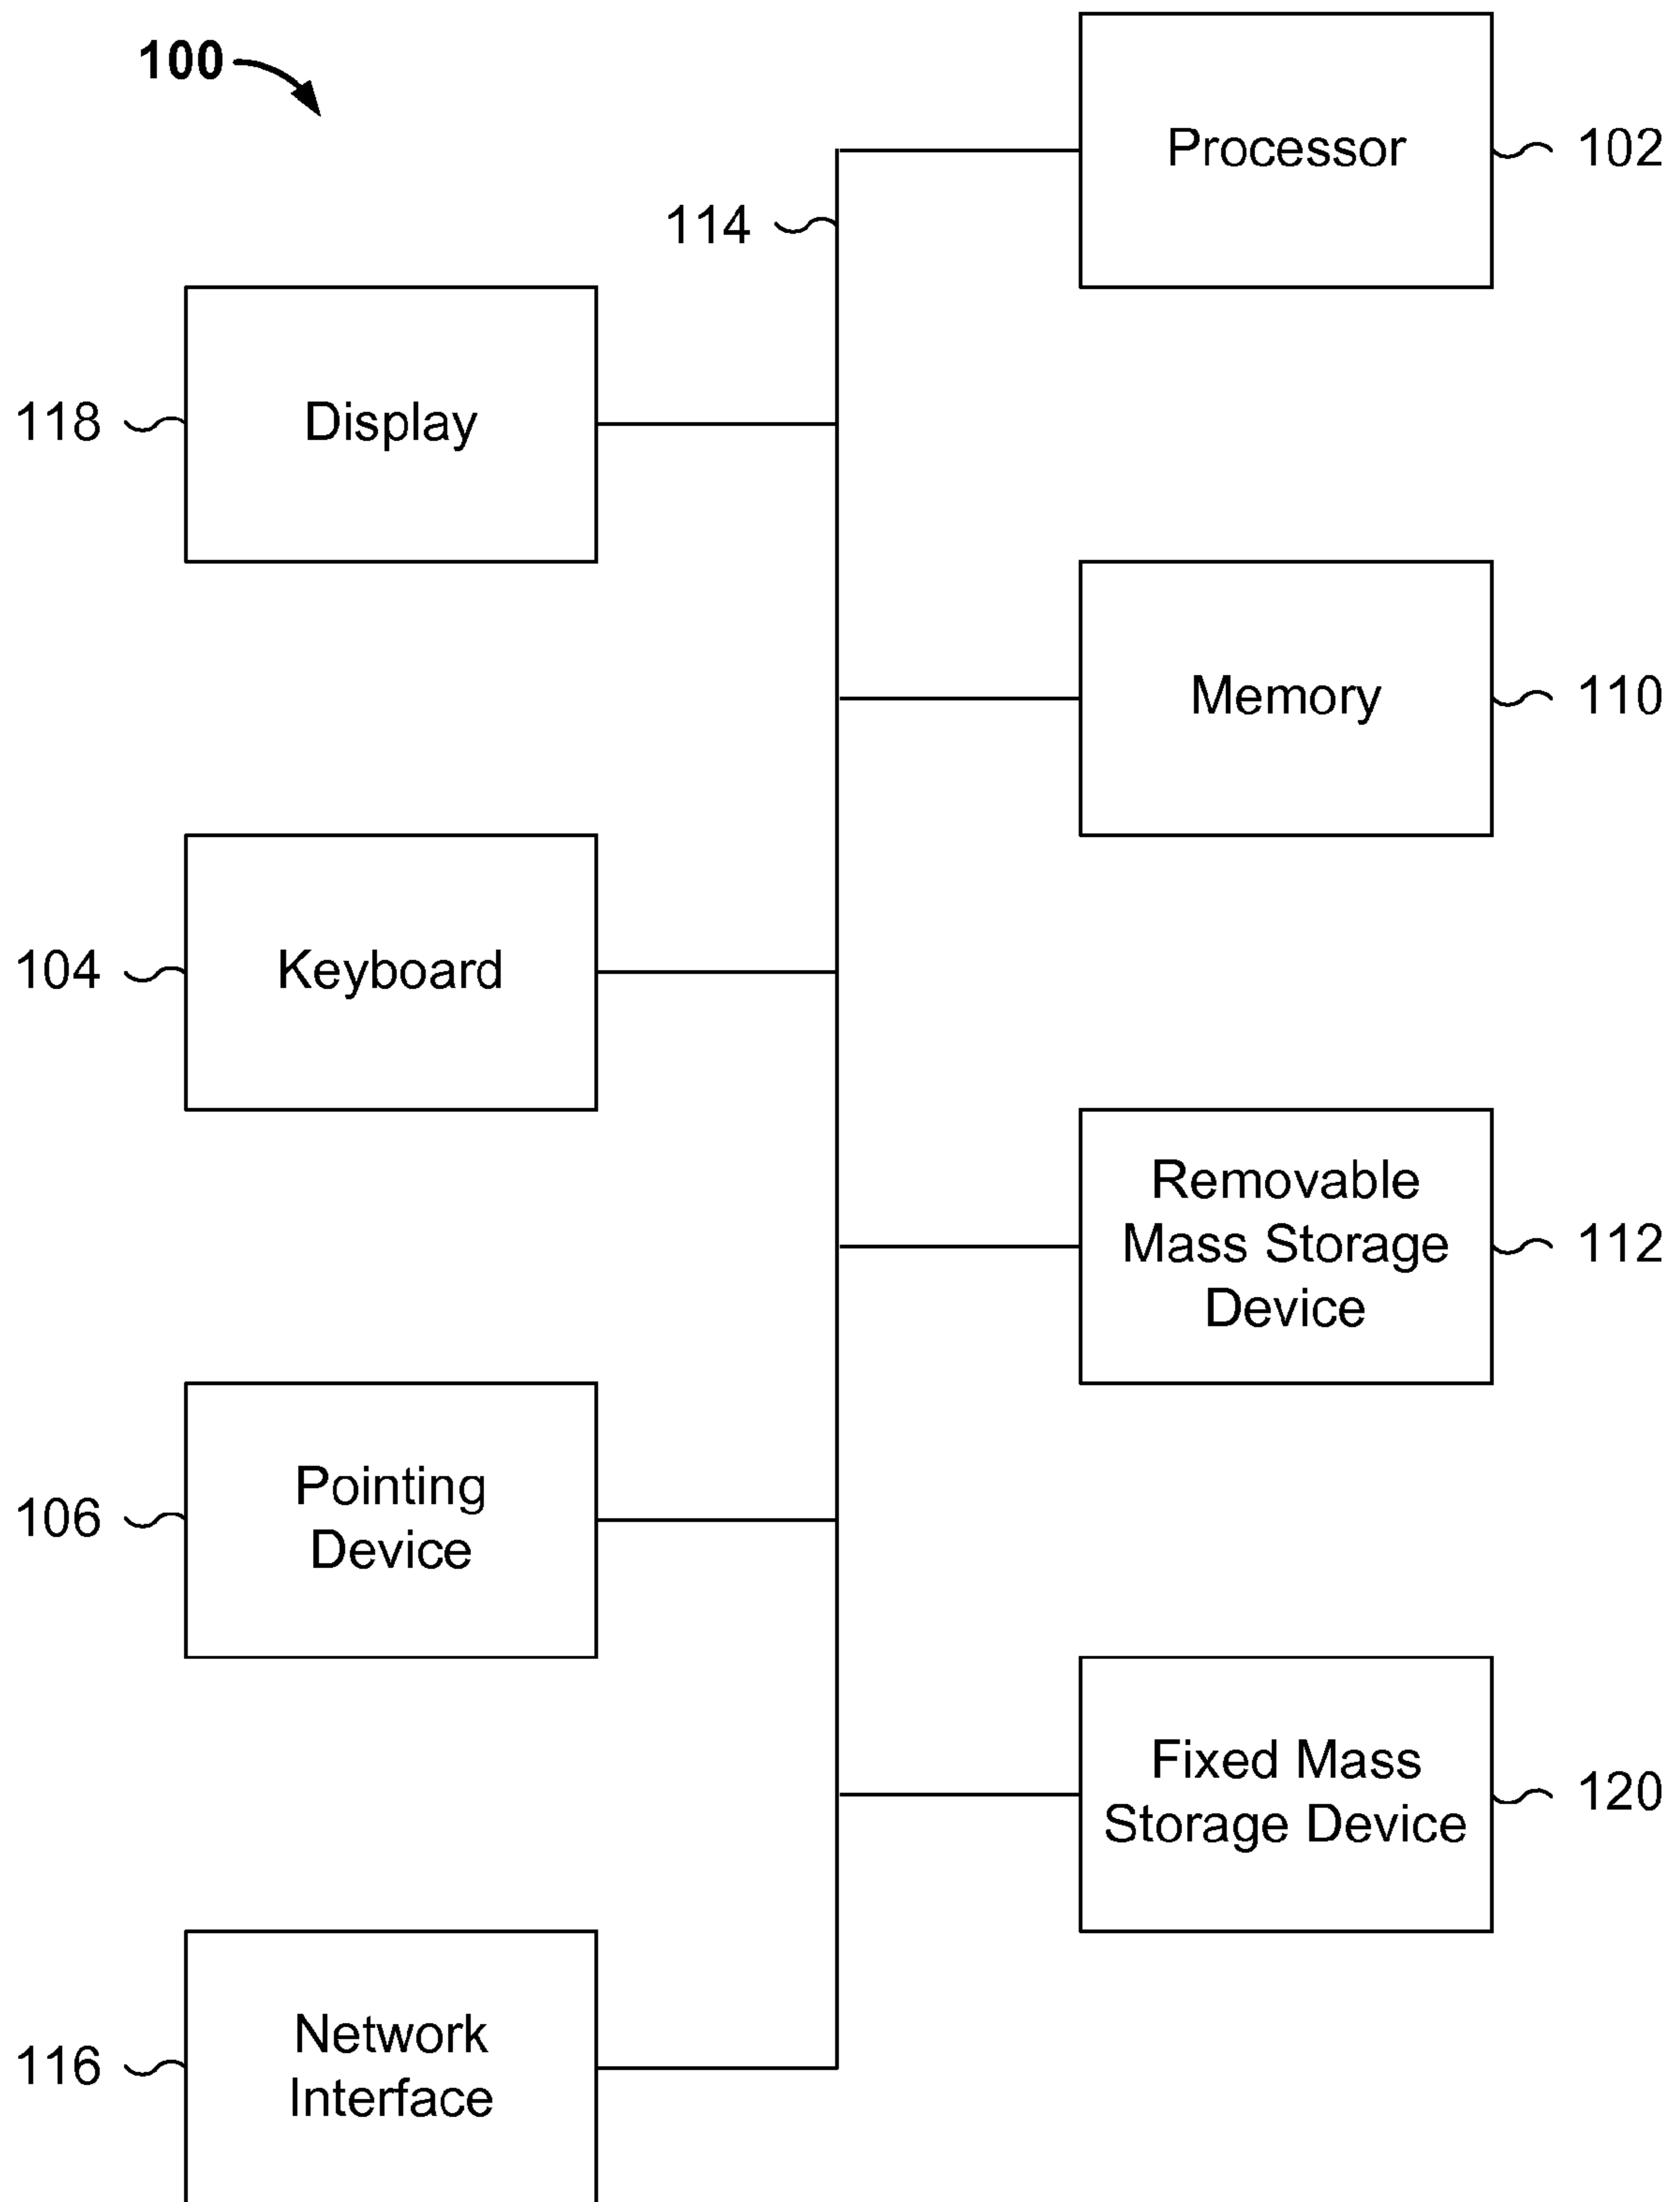 100
Processor
102
114
118
Display
Memory
110
104
Keyboard
Removable
Mass Storage
Device
112
106
Pointing
Device
Fixed Mass
Storage Device
120
116
Network
Interface